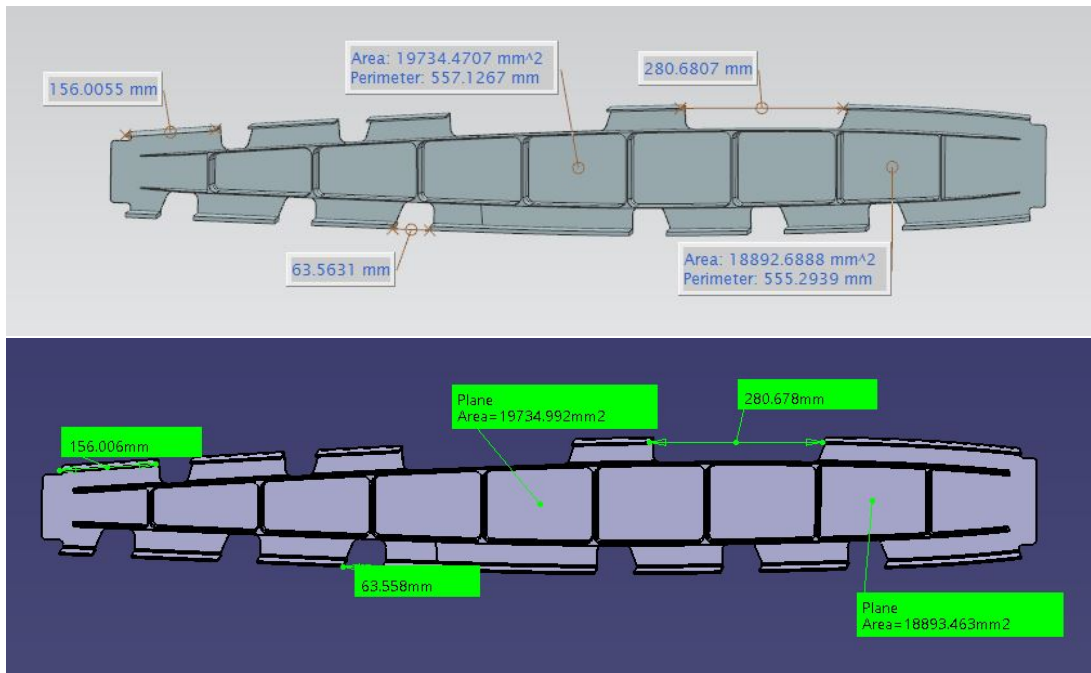 Area: 19734.4707 mm^2
Perimeter: 557.1267 mm
280.6807 mm
156.0055 mm
63.5631 mm
Area: 18892.6888 mm^2
Perimeter: 555.2939 mm
Plane
Area=19734.992mm2
280.678mm
156.006mm
63.558mm
Plane
Area=18893.463mm2